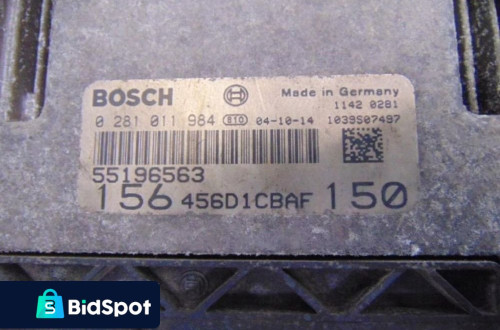 BOSCH
Made in Germany
1142 0281
0 281 011 984 610 04-10-14 1039S07497
55196563
156 456D1CBAF 150
S BidSpot